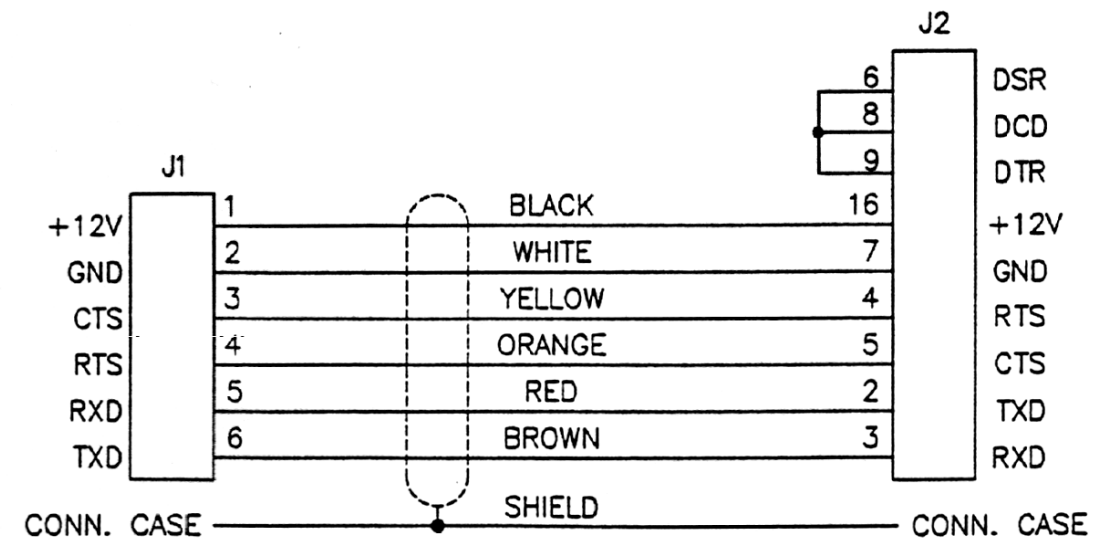 J2
6 DSR
8 DCD
9 DTR
J1
+12V 1 BLACK 16 +12V
GND 2 WHITE 7 GND
CTS 3 YELLOW 4 RTS
RTS 4 ORANGE 5 CTS
RXD 5 RED 2 TXD
TXD 6 BROWN 3 RXD
CONN. CASE SHIELD CONN. CASE